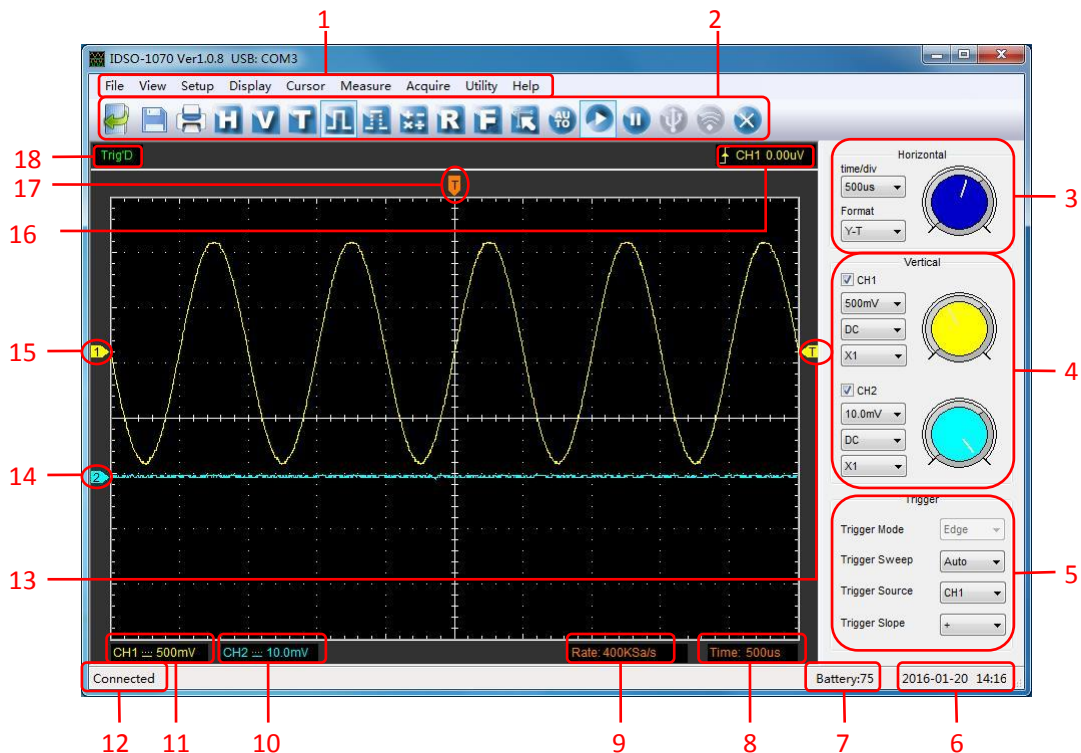 1
2
IDSO-1070 Ver1.0.8 USB: COM3
File View Setup Display Cursor Measure Acquire Utility Help
H V T R F AUTO
18
Trig'D
CH1 0.00uV
17
T
16
Horizontal
time/div
500us
Format
Y-T
3
Vertical
CH1
500mV
DC
X1
CH2
10.0mV
DC
X1
4
15
1
T
14
2
13
Trigger
Trigger Mode Edge
Trigger Sweep Auto
Trigger Source CH1
Trigger Slope +
5
CH1 500mV
CH2 10.0mV
Rate: 400KSa/s
Time: 500us
Connected
Battery:75
2016-01-20 14:16
12
11
10
9
8
7
6